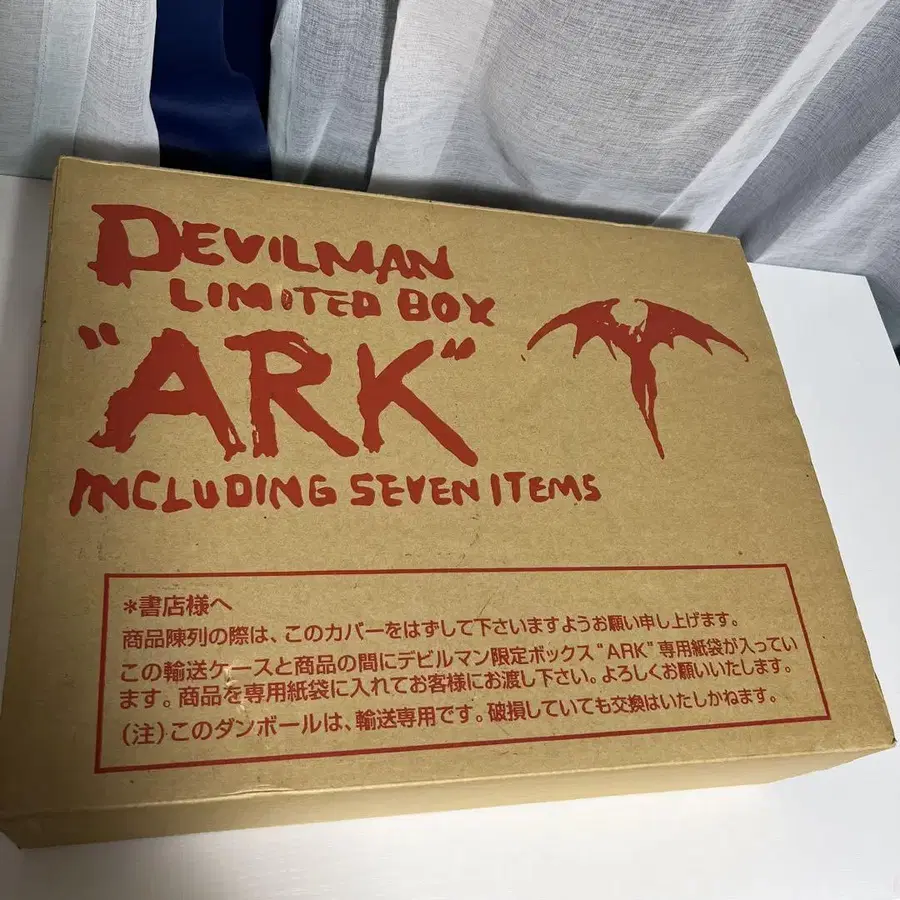 DEVILMAN
LIMITED BOX
"ARK"
INCLUDING SEVEN ITEMS
*書店様へ
商品陳列の際は、このカバーをはずして下さいますようお願い申し上げます。
この輸送ケースと商品の間にデビルマン限定ボックス"ARK"専用紙袋が入ってい
ます。商品を専用紙袋に入れてお客様にお渡し下さい。よろしくお願いいたします。
(注)このダンボールは、輸送専用です。破損していても交換はいたしかねます。